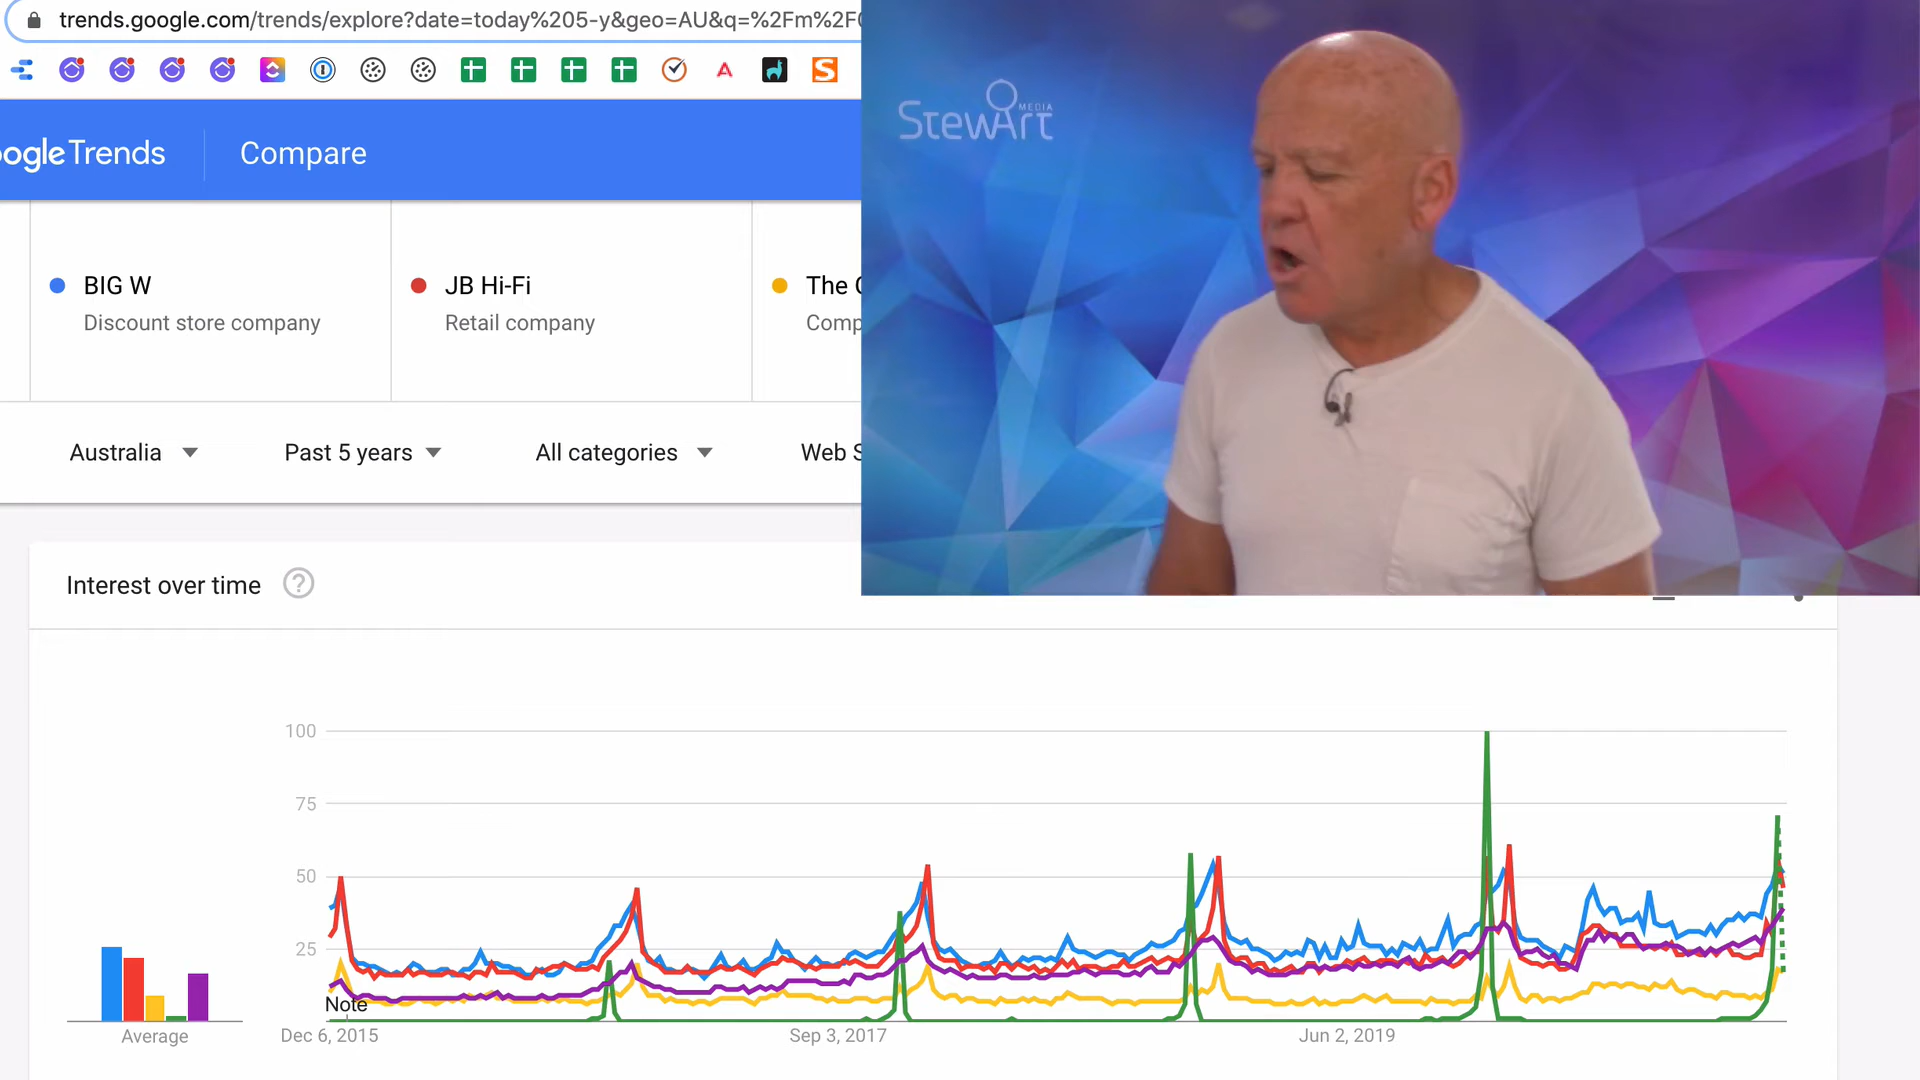 trends.google.com/trends/explore?date=today%205-y&geo=AU&q=%2Fm%2F
StewArt
MEDIA
ogleTrends
Compare
BIG W
Discount store company
JB Hi-Fi
Retail company
The
Comp
Australia
Past 5 years
All categories
Web S
Interest over time
?
100
75
50
25
Note
Average
Dec 6, 2015
Sep 3, 2017
Jun 2, 2019